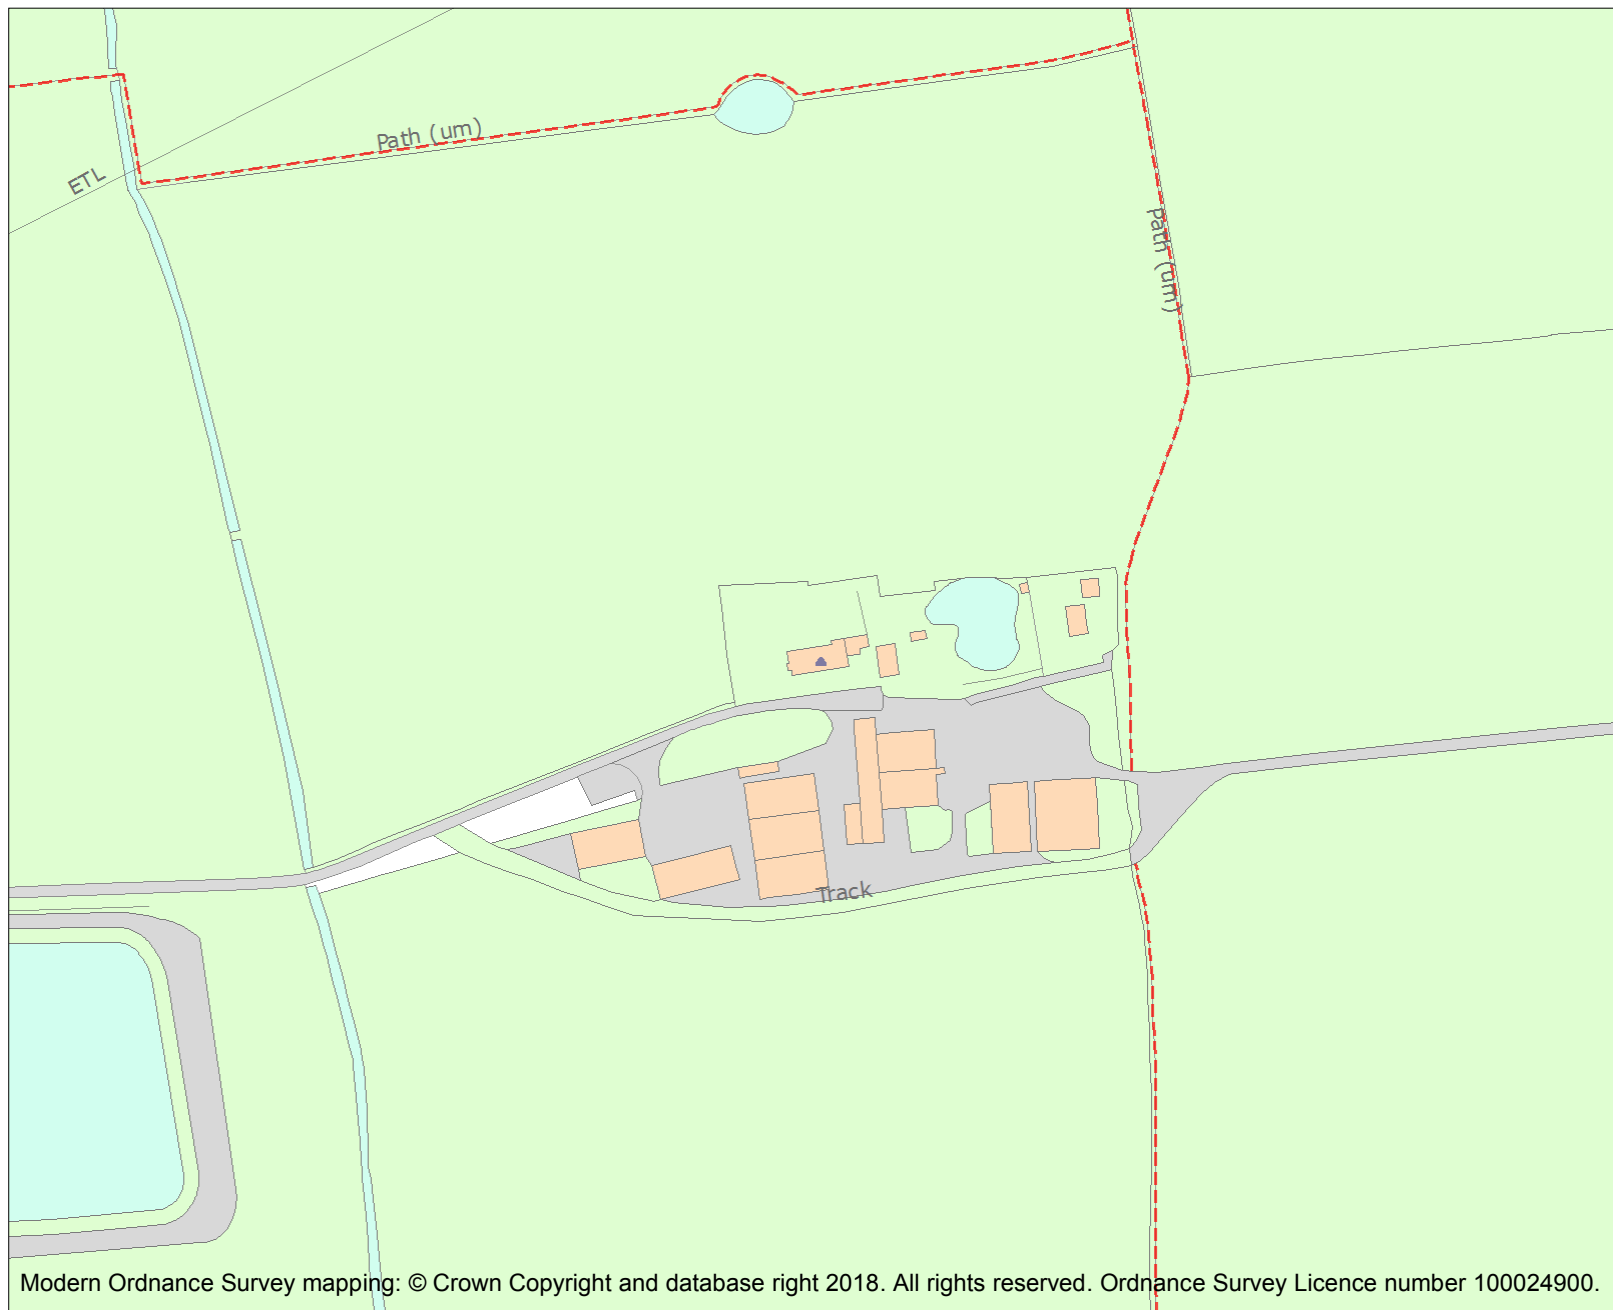 Path (um)
ETL
Path (um)
Track
Modern Ordnance Survey mapping: © Crown Copyright and database right 2018. All rights reserved. Ordnance Survey Licence number 100024900.